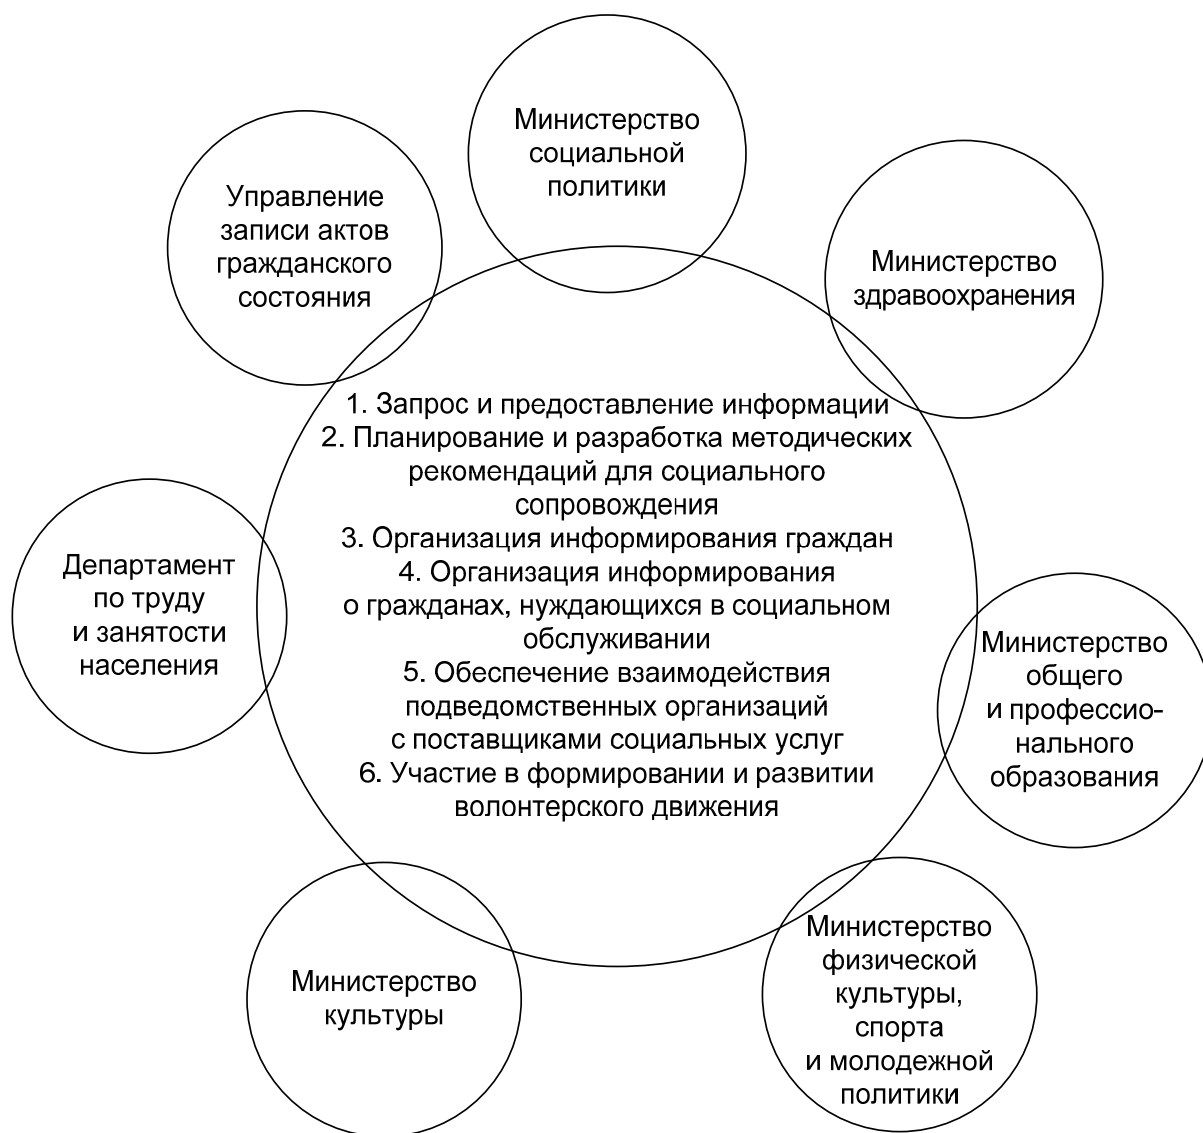 Министерство
социальной
политики
Управление
записи актов
гражданского
состояния
Министерство
здравоохранения
1. Запрос и предоставление информации
2. Планирование и разработка методических
рекомендаций для социального
сопровождения
3. Организация информирования граждан
4. Организация информирования
о гражданах, нуждающихся в социальном
обслуживании
5. Обеспечение взаимодействия
подведомственных организаций
с поставщиками социальных услуг
6. Участие в формировании и развитии
волонтерского движения
Департамент
по труду
и занятости
населения
Министерство
общего
и профессио-
нального
образования
Министерство
культуры
Министерство
физической
культуры,
спорта
и молодежной
политики